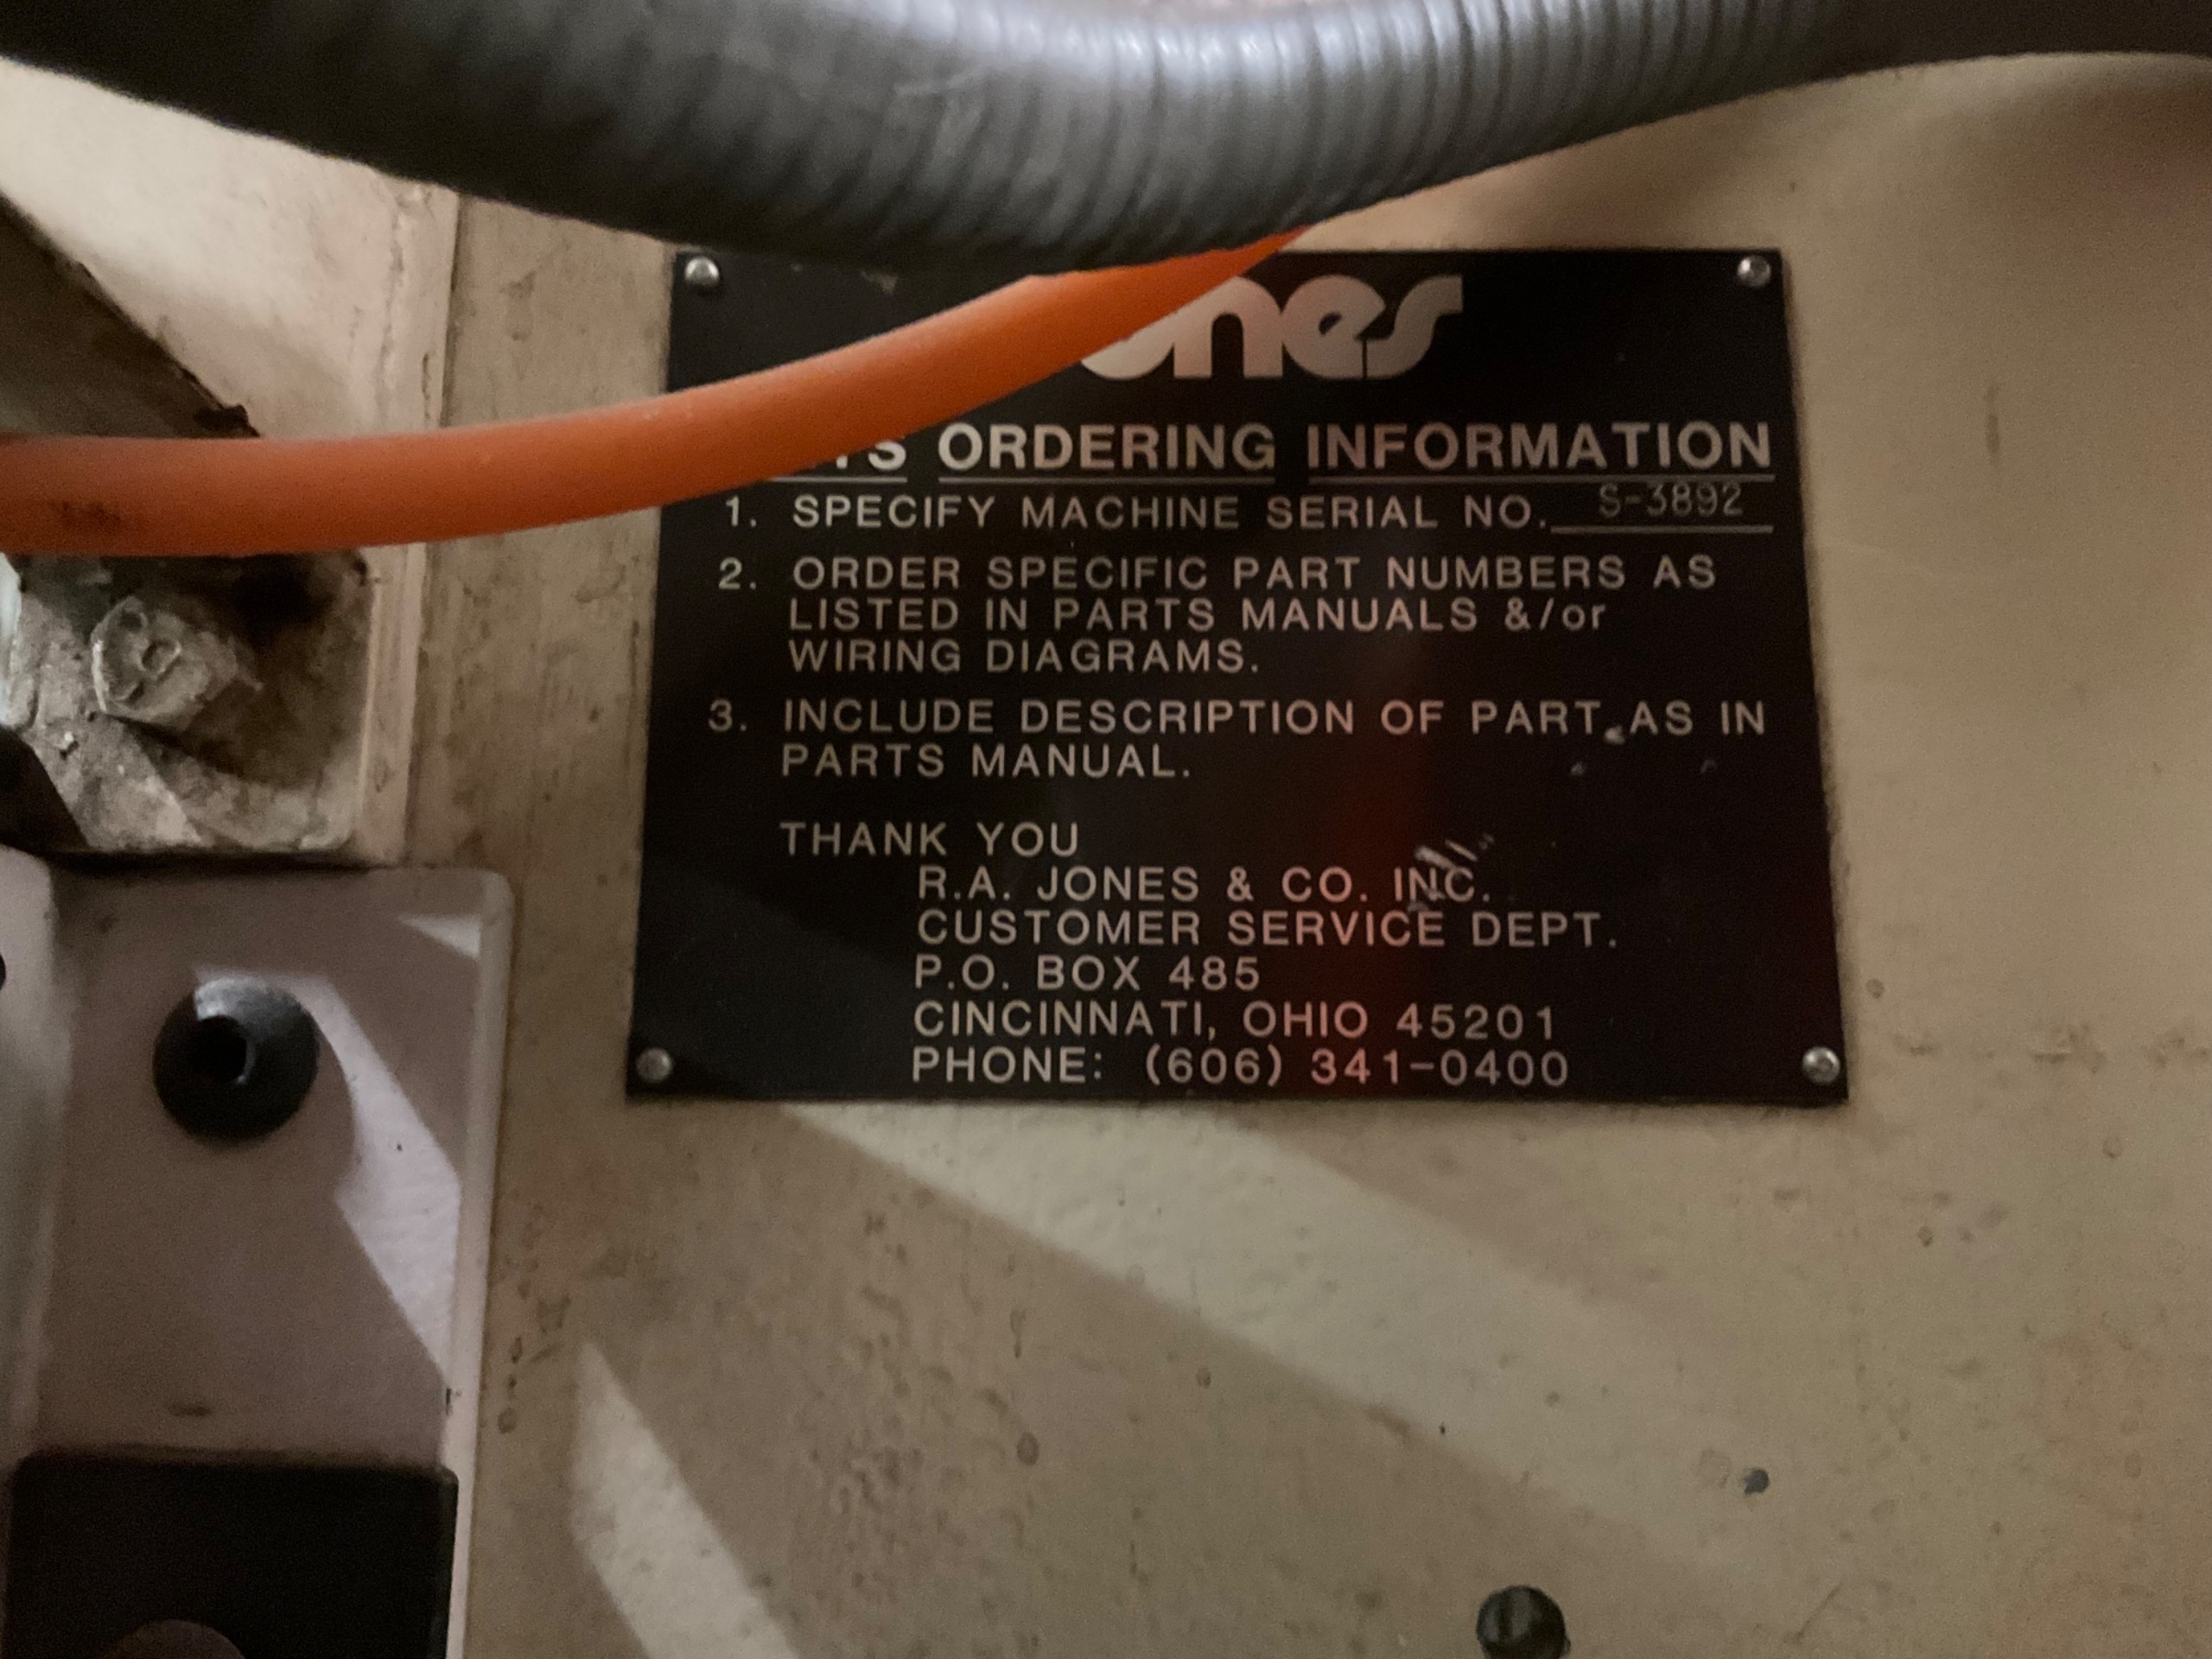 ORDERING INFORMATION
1. SPECIFY MACHINE SERIAL NO. S-3892
2. ORDER SPECIFIC PART NUMBERS AS
LISTED IN PARTS MANUALS &/or
WIRING DIAGRAMS.
3. INCLUDE DESCRIPTION OF PART AS IN
PARTS MANUAL.
THANK YOU
R.A. JONES & CO. INC.
CUSTOMER SERVICE DEPT.
P.O. BOX 485
CINCINNATI, OHIO 45201
PHONE: (606) 341-0400